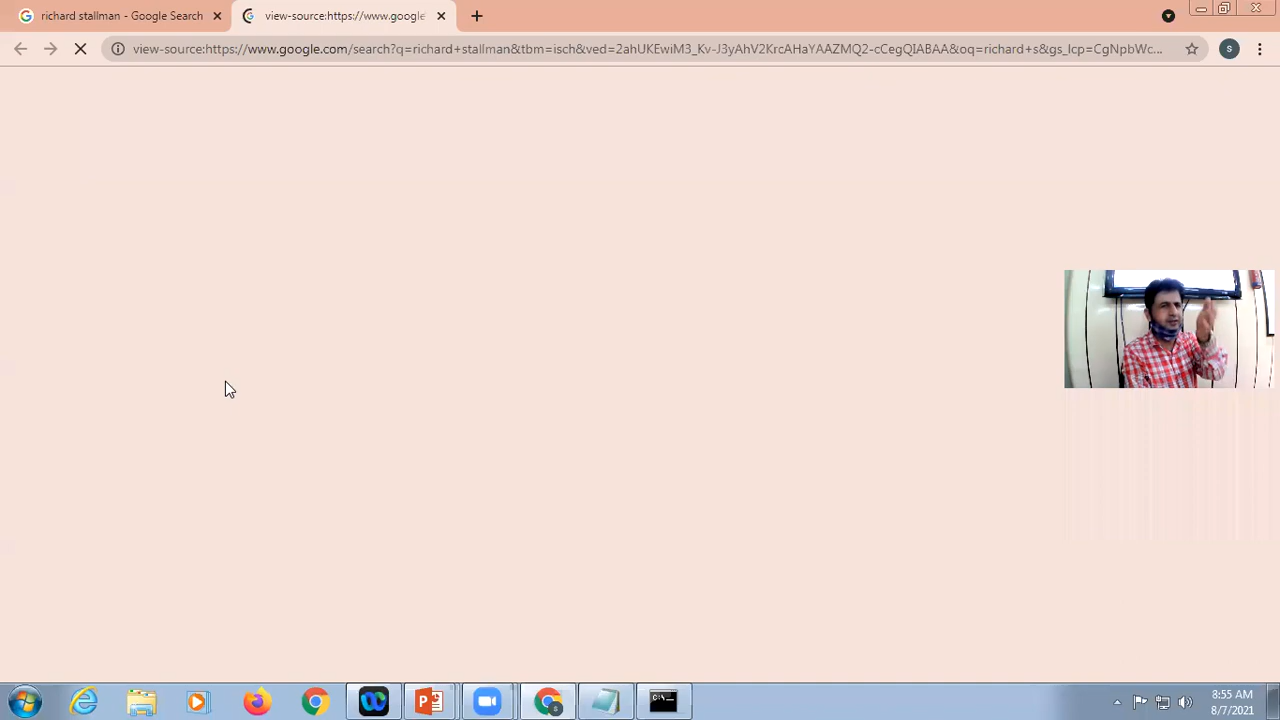 richard stallman - Google Search
view-source:https://www.google
view-source:https://www.google.com/search?q=richard+stallman&tbm=isch&ved=2ahUKEwiM3_Kv-J3yAhV2KrcAHaYAAZMQ2-cCegQIABAA&oq=richard+s&gs_lcp=CgNpbWc...
S
8:55 AM
8/7/2021